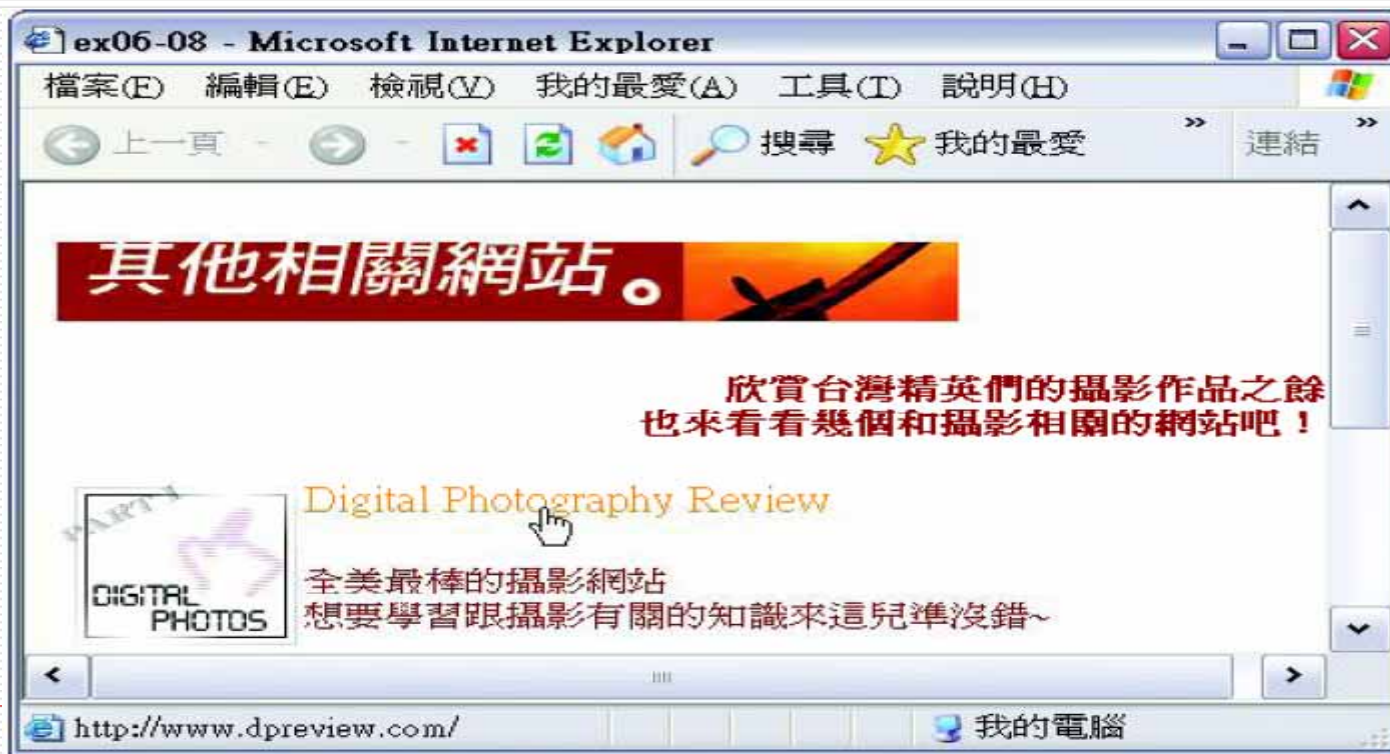 ex06-08 - Microsoft Internet Explorer
檔案(F) 編輯(E) 檢視(V) 我的最愛(A) 工具(T) 說明(H)
上一頁 搜尋 我的最愛 » 連結 »
其他相關網站。
欣賞台灣精英們的攝影作品之餘
也來看看幾個和攝影相關的網站吧！
PART 1
DIGITAL
PHOTOS
Digital Photography Review
全美最棒的攝影網站
想要學習跟攝影有關的知識來這兒準沒錯~
http://www.dpreview.com/ 我的電腦